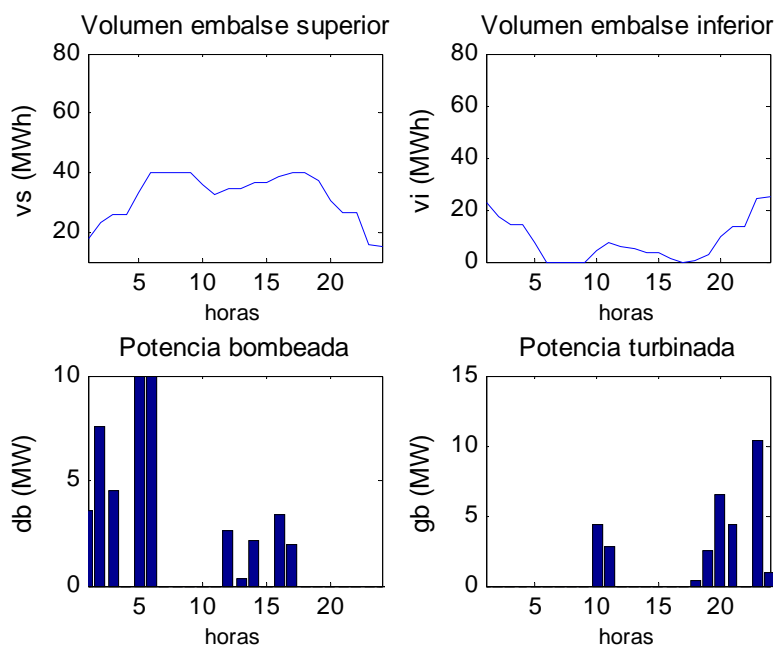 Volumen embalse superior
80
60
40
20
vs (MWh)
5 10 15 20
horas
Volumen embalse inferior
80
60
40
20
0
vi (MWh)
5 10 15 20
horas
Potencia bombeada
10
5
0
db (MW)
5 10 15 20
horas
Potencia turbinada
15
10
5
0
gb (MW)
5 10 15 20
horas